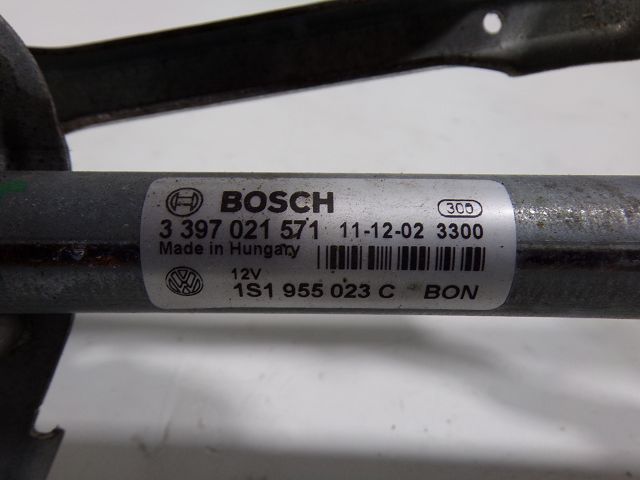 BOSCH 300
3 397 021 571 11-12-02 3300
Made in Hungary
12V
1S1 955 023 C BON